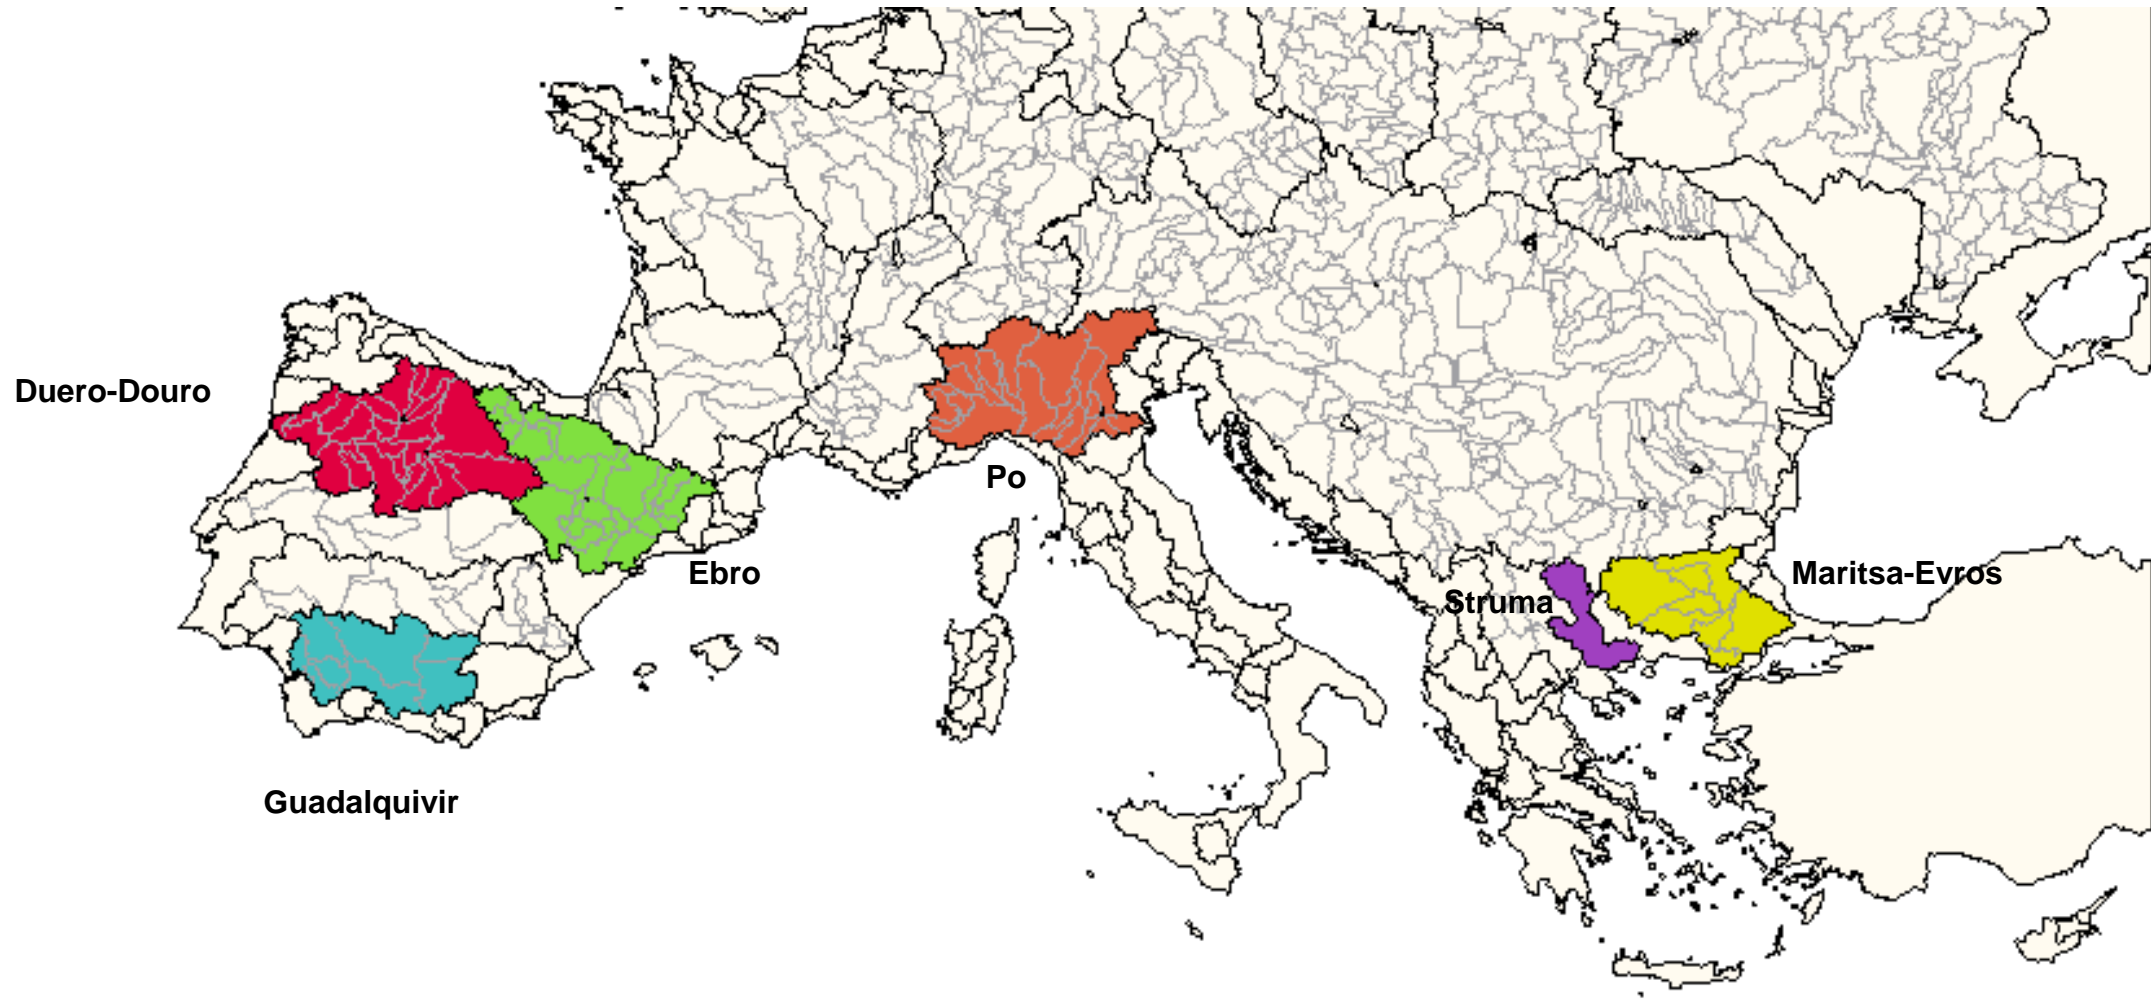 Duero-Douro
Po
Ebro
Maritsa-Evros
Struma
Guadalquivir